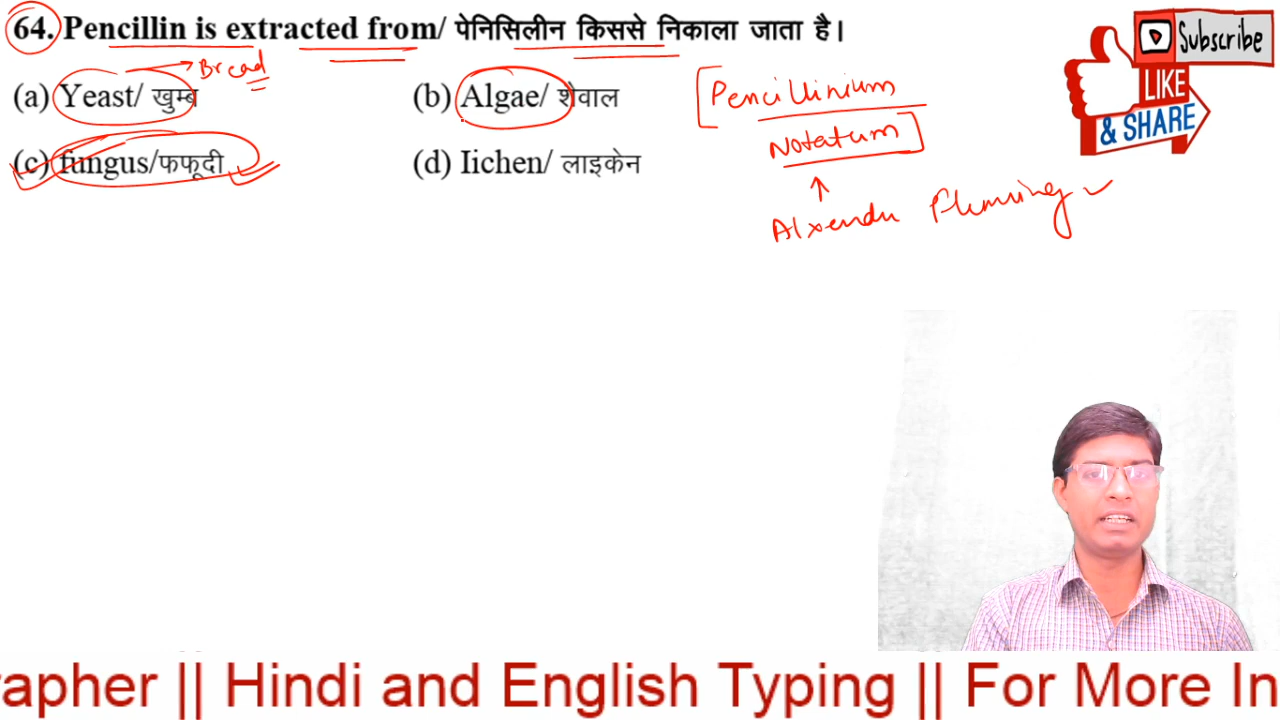 64. Pencillin is extracted from/ पेनिसिलीन किससे निकाला जाता है।
(a) Yeast/ खुम्ब
Bread
(b) Algae/ शैवाल
(c) fungus/फफूदी
(d) Iichen/ लाइकेन
Pencillinium
Notatum
Alxendu Flemming
Subscribe
LIKE
& SHARE
rapher || Hindi and English Typing || For More In